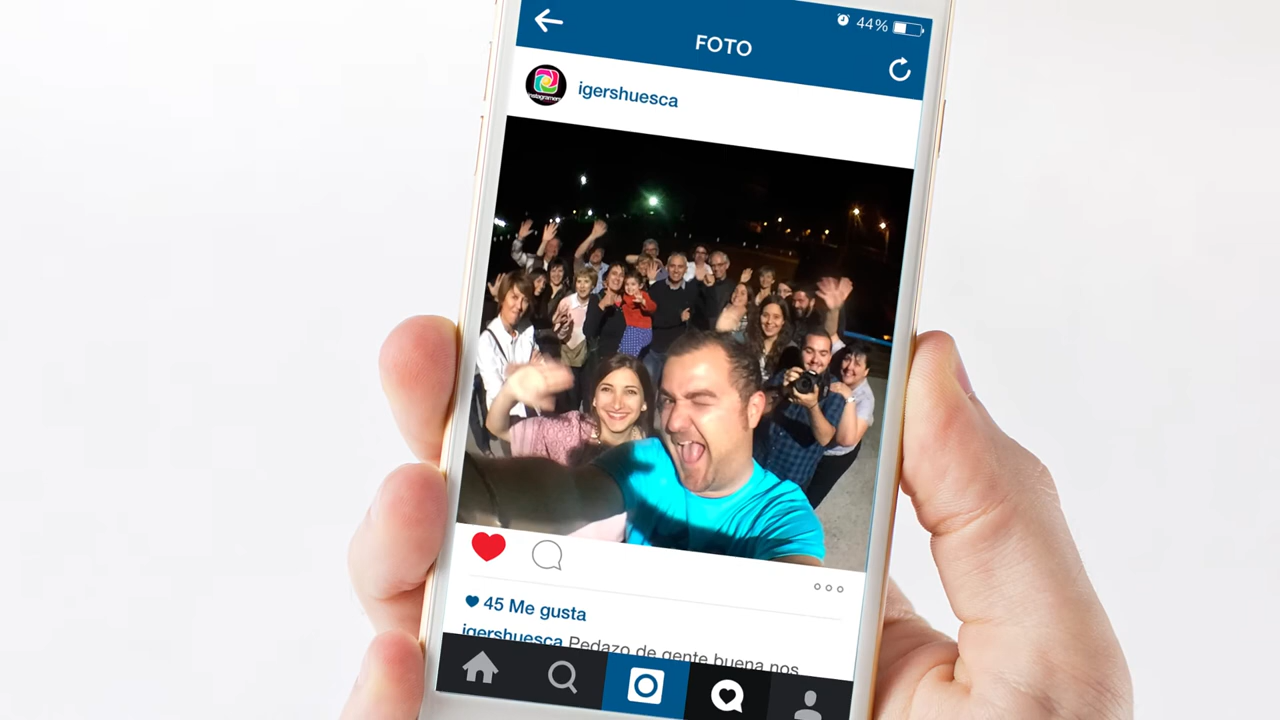 44%
FOTO
igershuesca
45 Me gusta
igershuesca Pedazo de gente buena nos